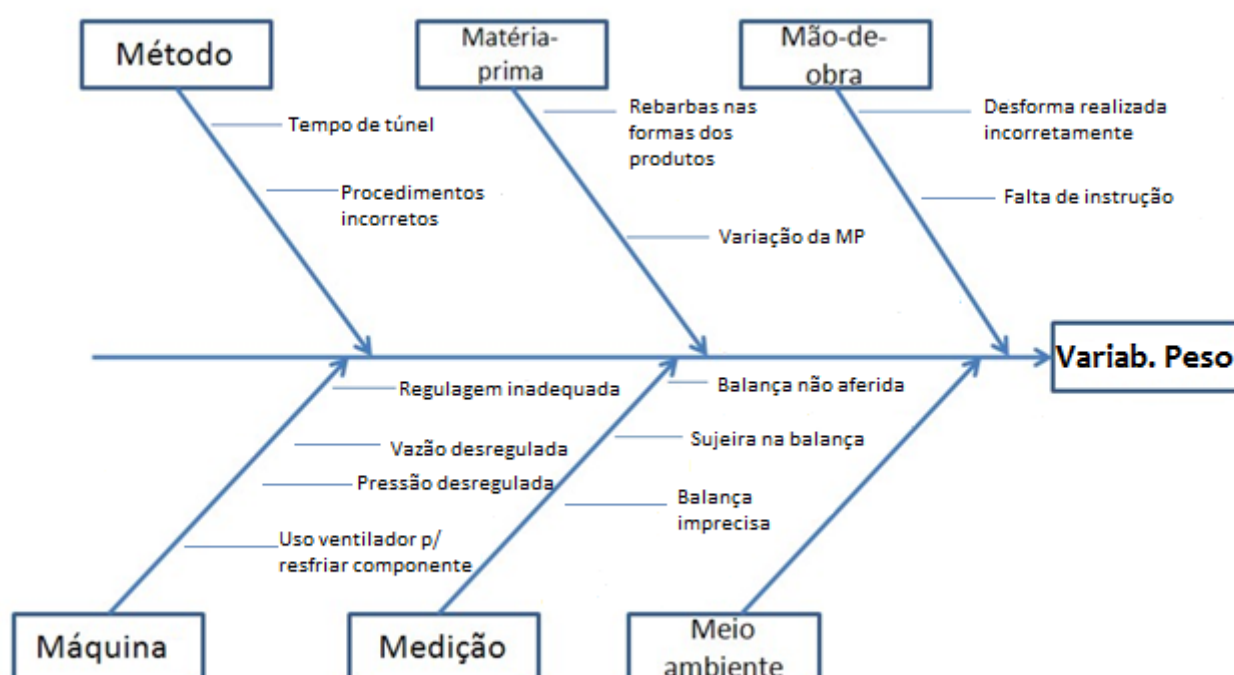 Método
Matéria-
prima
Mão-de-
obra
Tempo de túnel
Procedimentos
incorretos
Rebarbas nas
formas dos
produtos
Variação da MP
Desforma realizada
incorretamente
Falta de instrução
Variab. Peso
Regulagem inadequada
Vazão desregulada
Pressão desregulada
Uso ventilador p/
resfriar componente
Balança não aferida
Sujeira na balança
Balança
imprecisa
Máquina
Medição
Meio
ambiente